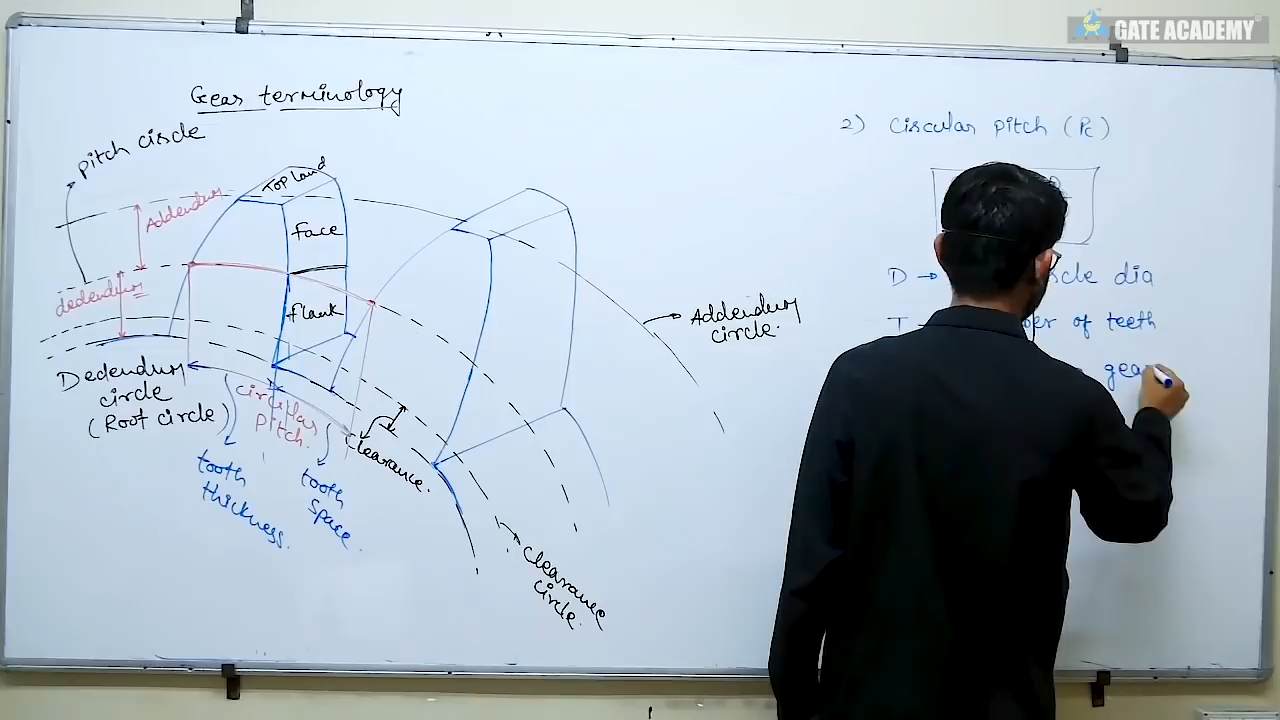 GATE ACADEMY
Gear terminology
pitch circle
Addendum
dedendum
Top land
face
flank
Dedendum
circle
(Root circle)
circular
pitch.
tooth
thickness.
tooth
space.
clearance.
Addendum
circle.
clearance
circle.
2) Circular pitch (Pc)
D → cle dia
T of teeth
gear